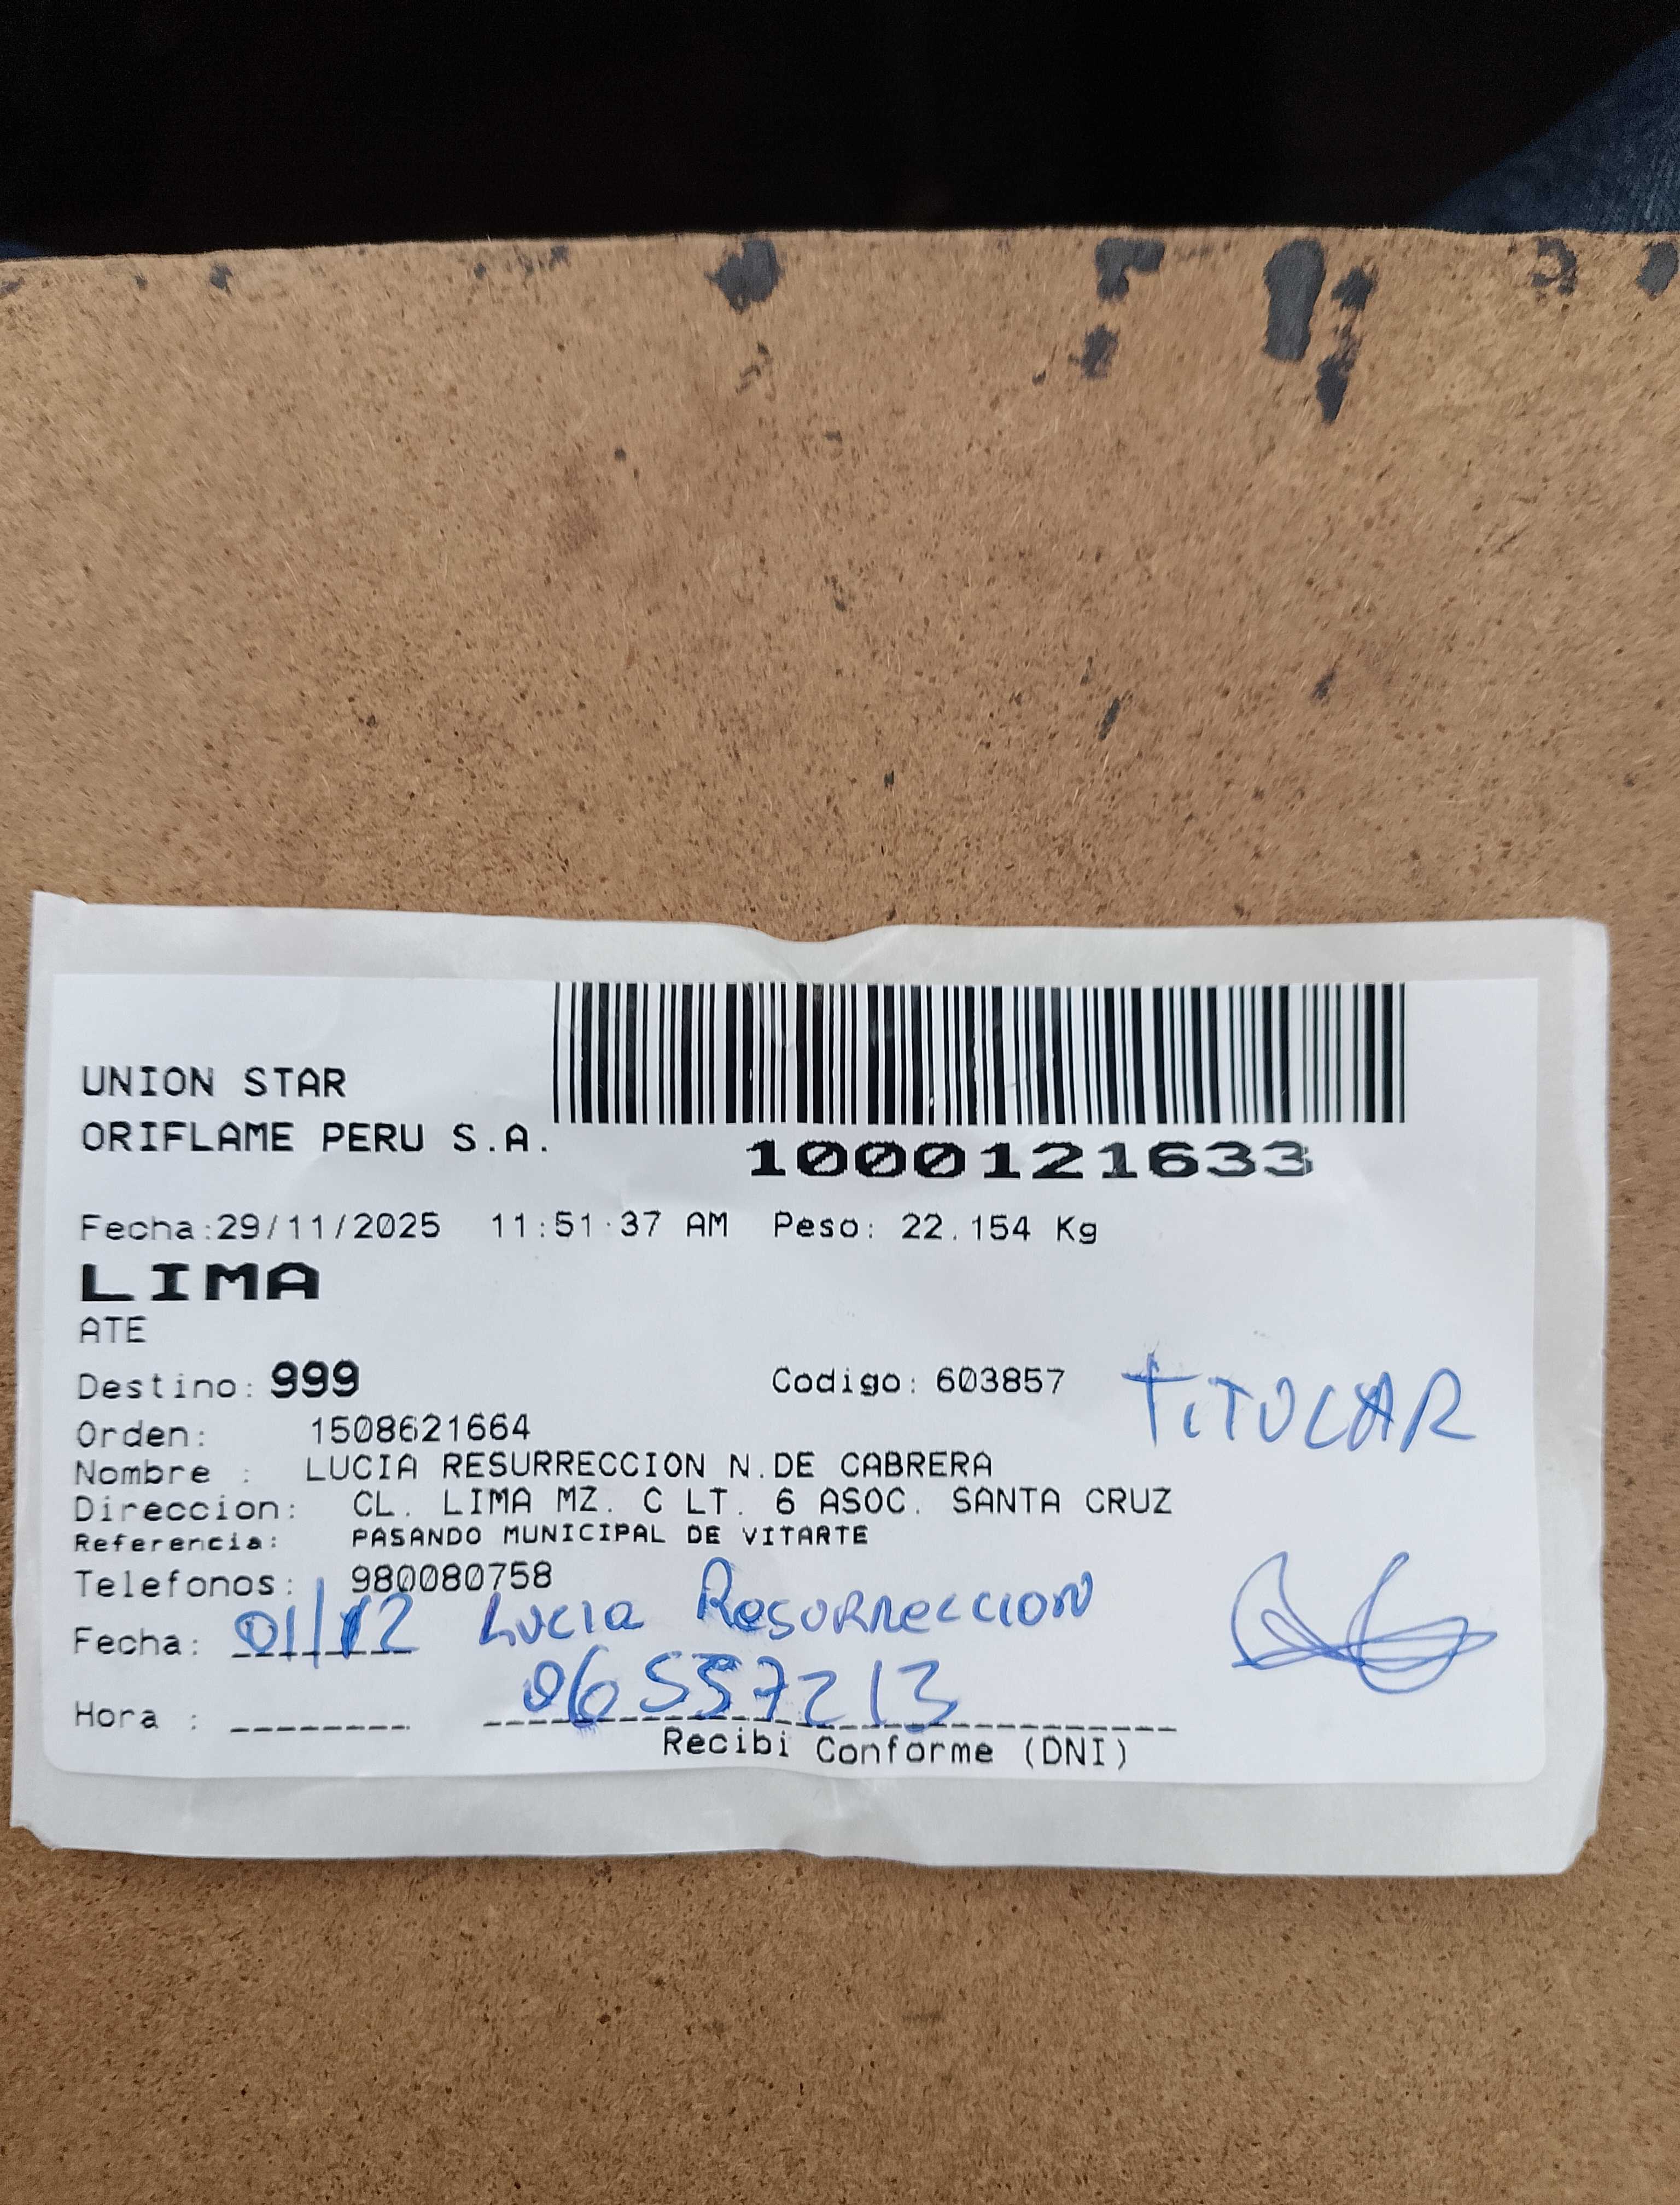 UNION STAR
ORIFLAME PERU S.A.
1000121633
Fecha:29/11/2025 11:51:37 AM Peso: 22.154 Kg
LIMA
ATE
Destino: 999 Codigo: 603857 TITULAR
Orden: 1508621664
Nombre : LUCIA RESURRECCION N.DE CABRERA
Direccion: CL. LIMA MZ. C LT. 6 ASOC. SANTA CRUZ
Referencia: PASANDO MUNICIPAL DE VITARTE
Telefonos: 980080758
Fecha: 01/12 Lucia Resurreccion
06557213
Hora :
Recibi Conforme (DNI)